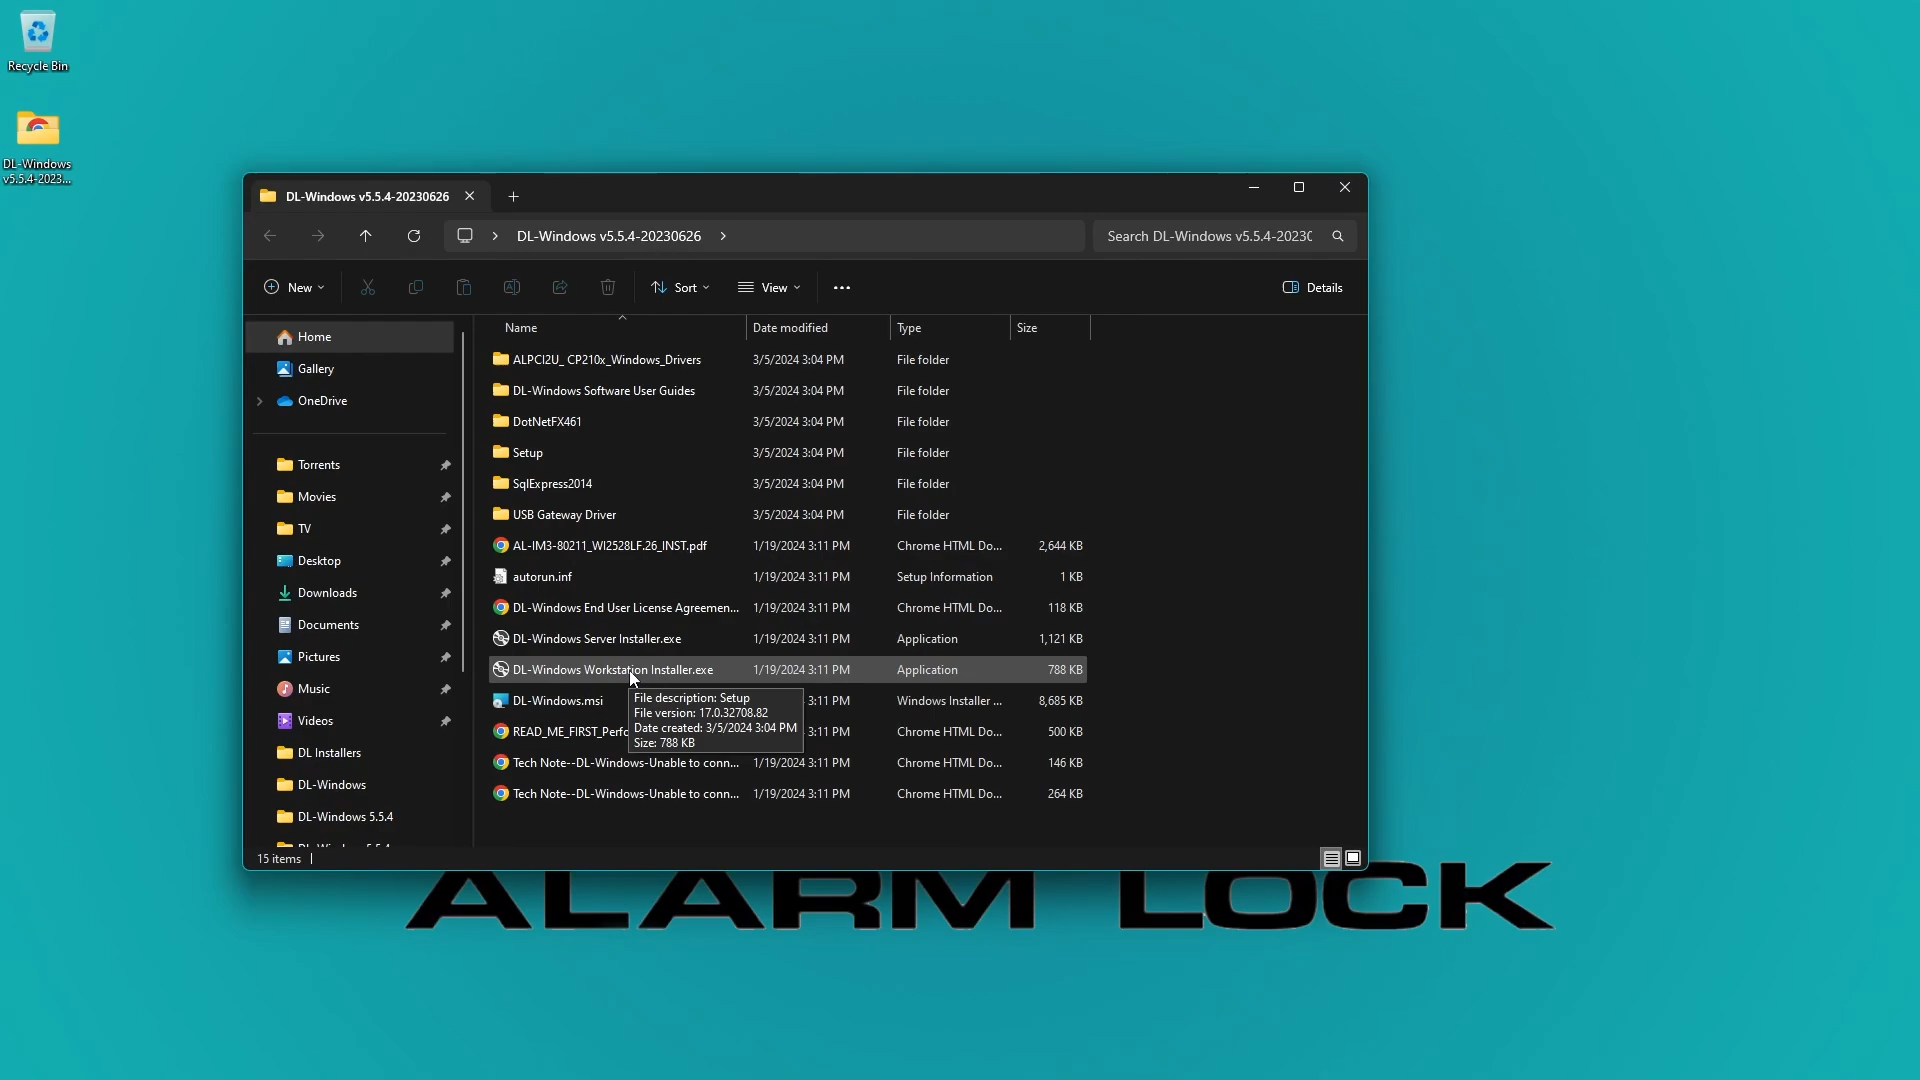 Recycle Bin
DL-Windows
v5.5.4-2023...
DL-Windows v5.5.4-20230626
DL-Windows v5.5.4-20230626
Search DL-Windows v5.5.4-2023
New
Sort
View
Details
Home
Gallery
OneDrive
Torrents
Movies
TV
Desktop
Downloads
Documents
Pictures
Music
Videos
DL Installers
DL-Windows
DL-Windows 5.5.4
Name Date modified Type Size
ALPCI2U_ CP210x_Windows_Drivers 3/5/2024 3:04 PM File folder
DL-Windows Software User Guides 3/5/2024 3:04 PM File folder
DotNetFX461 3/5/2024 3:04 PM File folder
Setup 3/5/2024 3:04 PM File folder
SqlExpress2014 3/5/2024 3:04 PM File folder
USB Gateway Driver 3/5/2024 3:04 PM File folder
AL-IM3-80211_WI2528LF.26_INST.pdf 1/19/2024 3:11 PM Chrome HTML Do... 2,644 KB
autorun.inf 1/19/2024 3:11 PM Setup Information 1 KB
DL-Windows End User License Agreemen... 1/19/2024 3:11 PM Chrome HTML Do... 118 KB
DL-Windows Server Installer.exe 1/19/2024 3:11 PM Application 1,121 KB
DL-Windows Workstation Installer.exe 1/19/2024 3:11 PM Application 788 KB
DL-Windows.msi 3:11 PM Windows Installer ... 8,685 KB
READ_ME_FIRST_Perfo 3:11 PM Chrome HTML Do... 500 KB
Tech Note--DL-Windows-Unable to conn... 1/19/2024 3:11 PM Chrome HTML Do... 146 KB
Tech Note--DL-Windows-Unable to conn... 1/19/2024 3:11 PM Chrome HTML Do... 264 KB
File description: Setup
File version: 17.0.32708.82
Date created: 3/5/2024 3:04 PM
Size: 788 KB
15 items
ALARM LOCK